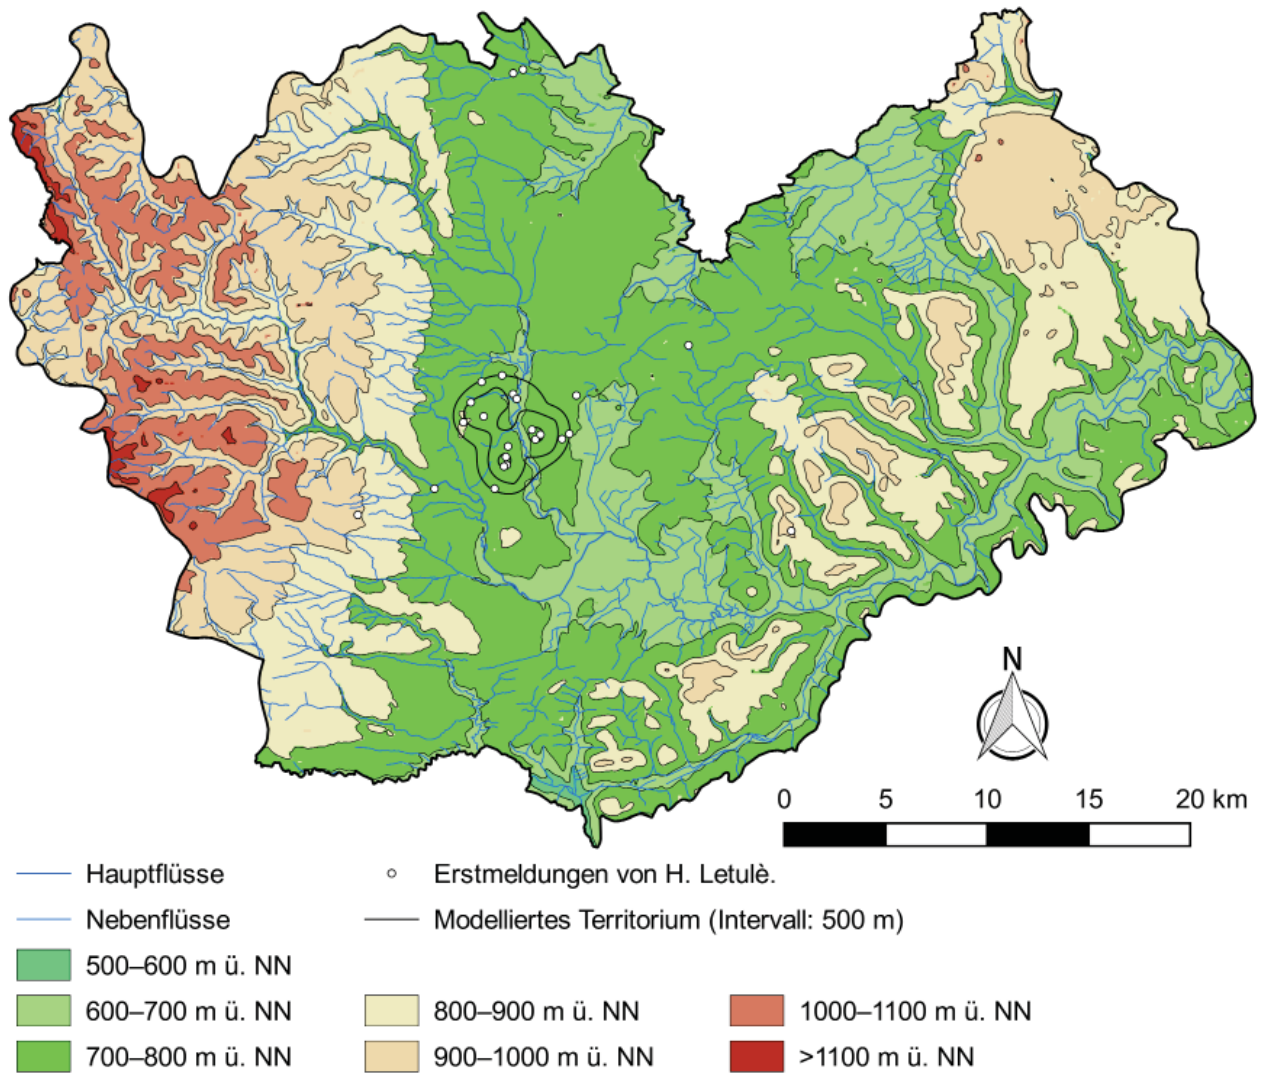 N
0 5 10 15 20 km
Hauptflüsse
Erstmeldungen von H. Letulè.
Nebenflüsse
Modelliertes Territorium (Intervall: 500 m)
500–600 m ü. NN
600–700 m ü. NN
800–900 m ü. NN
1000–1100 m ü. NN
700–800 m ü. NN
900–1000 m ü. NN
>1100 m ü. NN